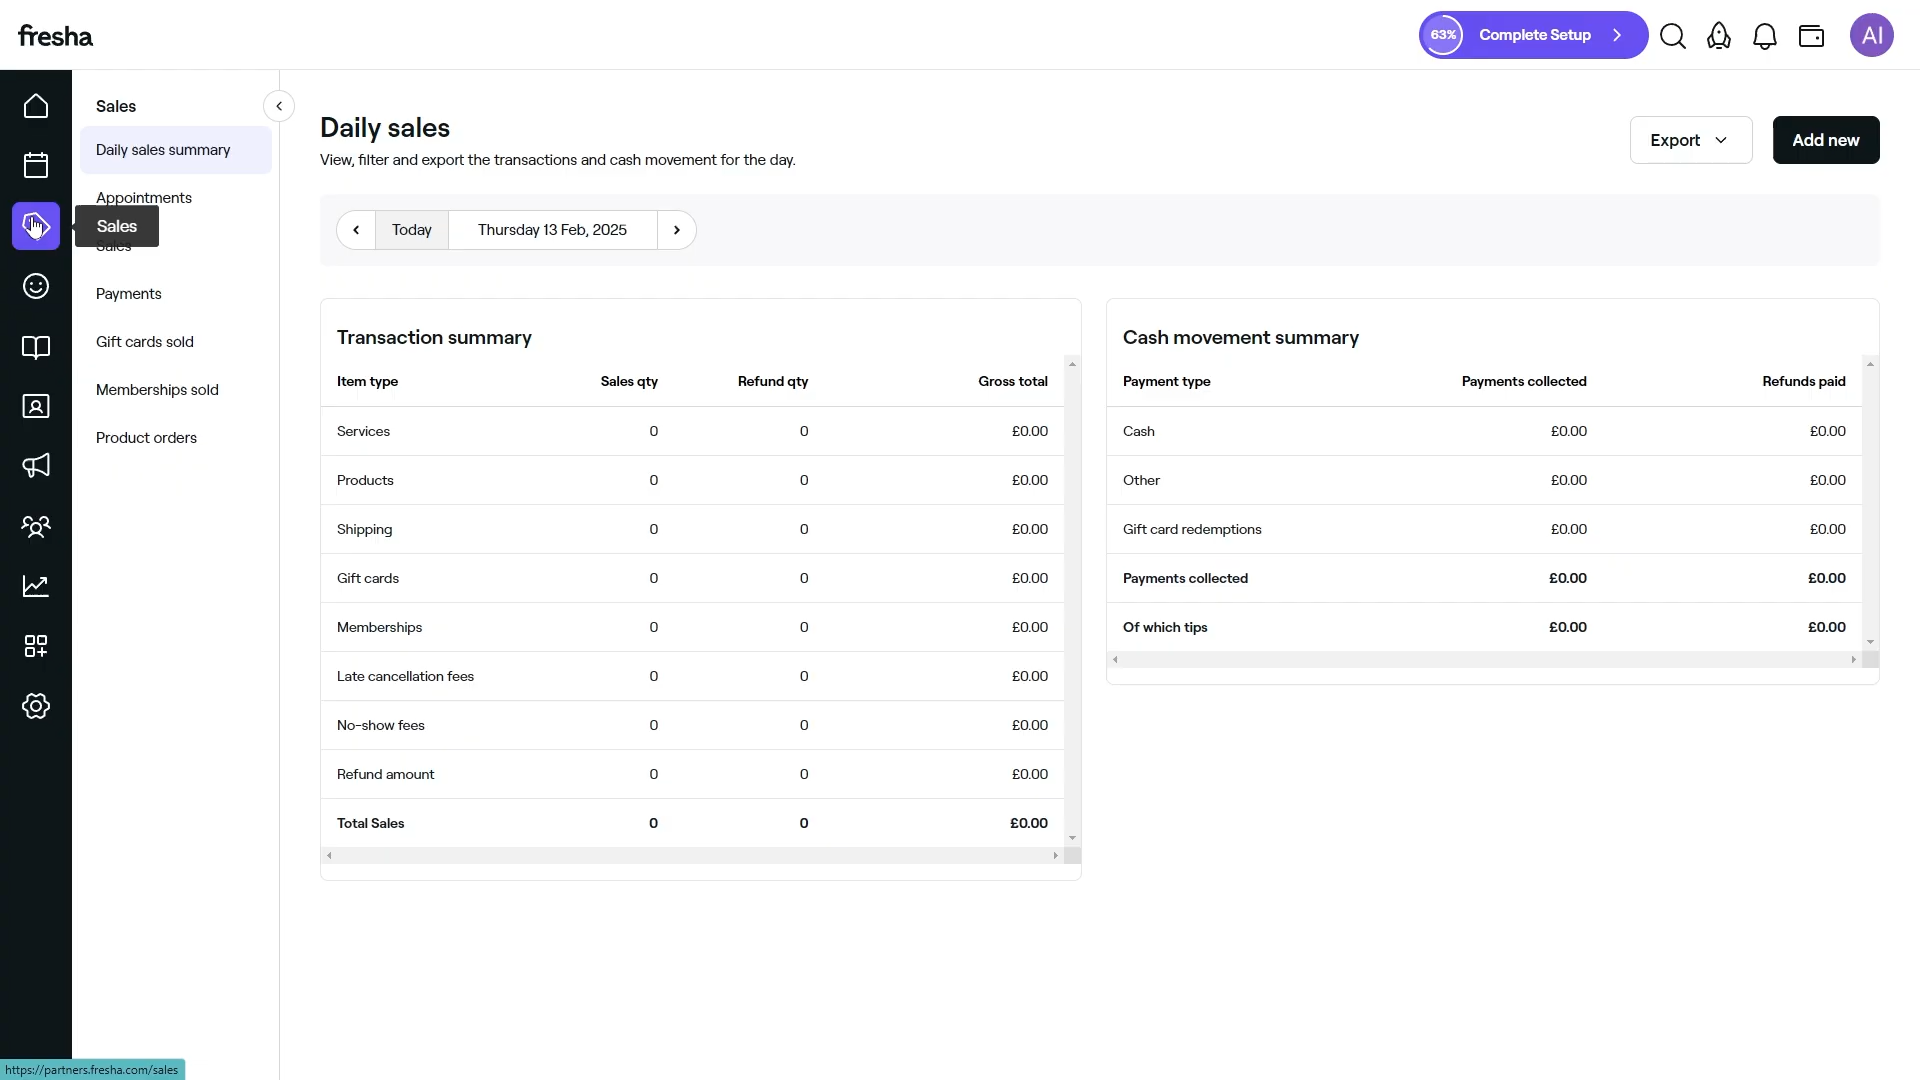 fresha
63%
Complete Setup
AI
Sales
Daily sales summary
Appointments
Sales
Sales
Payments
Gift cards sold
Memberships sold
Product orders
Daily sales
View, filter and export the transactions and cash movement for the day.
Export
Add new
Today
Thursday 13 Feb, 2025
Transaction summary
Item type Sales qty Refund qty Gross total
Services 0 0 £0.00
Products 0 0 £0.00
Shipping 0 0 £0.00
Gift cards 0 0 £0.00
Memberships 0 0 £0.00
Late cancellation fees 0 0 £0.00
No-show fees 0 0 £0.00
Refund amount 0 0 £0.00
Total Sales 0 0 £0.00
Cash movement summary
Payment type Payments collected Refunds paid
Cash £0.00 £0.00
Other £0.00 £0.00
Gift card redemptions £0.00 £0.00
Payments collected £0.00 £0.00
Of which tips £0.00 £0.00
https://partners.fresha.com/sales